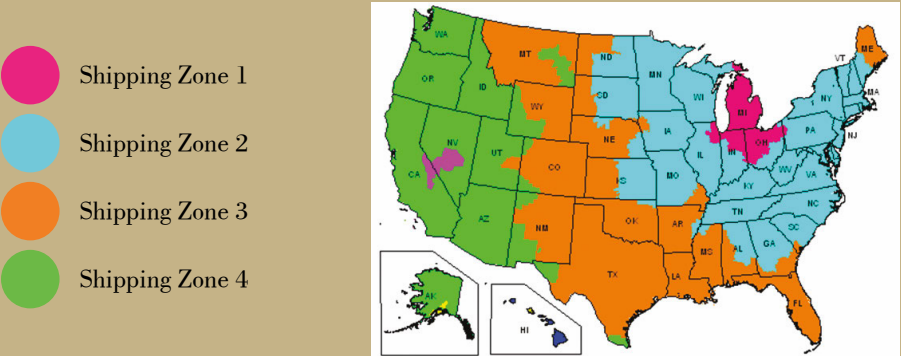 Shipping Zone 1
Shipping Zone 2
Shipping Zone 3
Shipping Zone 4
WA
MT
ND
MN
ME
VT
OR
ID
SD
WI
MI
NY
MA
WY
IA
PA
NJ
NV
UT
NE
IL
IN
OH
CA
CO
KS
MO
KY
WV
VA
AZ
NM
OK
AR
TN
NC
SC
TX
LA
MS
AL
GA
FL
AK
HI